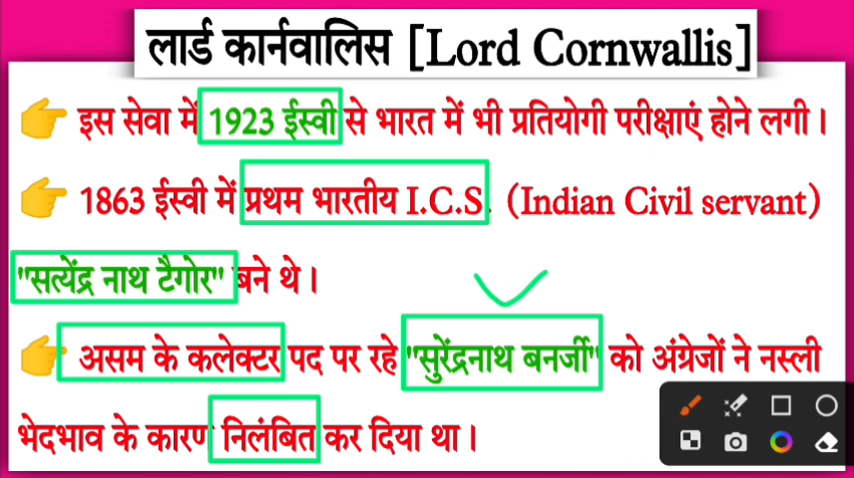 लार्ड कार्नवालिस [Lord Cornwallis]
👉 इस सेवा में 1923 ईस्वी से भारत में भी प्रतियोगी परीक्षाएं होने लगी।
👉 1863 ईस्वी में प्रथम भारतीय I.C.S. (Indian Civil servant)
"सत्येंद्र नाथ टैगोर" बने थे।
👉 असम के कलेक्टर पद पर रहे "सुरेंद्रनाथ बनर्जी" को अंग्रेजों ने नस्ली
भेदभाव के कारण निलंबित कर दिया था।